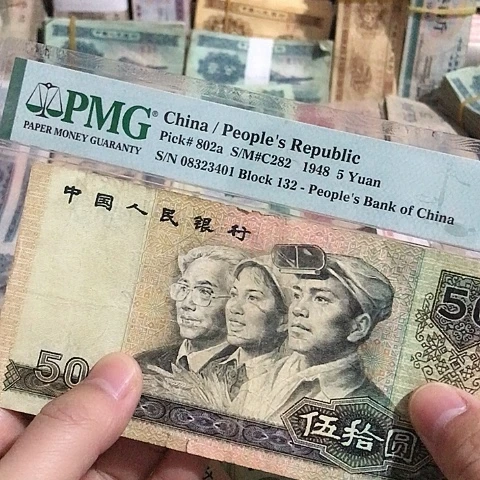 PMG®
PAPER MONEY GUARANTY
China / People's Republic
Pick# 802a S/M#C282 1948 5 Yuan
S/N 08323401 Block 132 - People's Bank of China
中国人民银行
50
50
伍拾圆